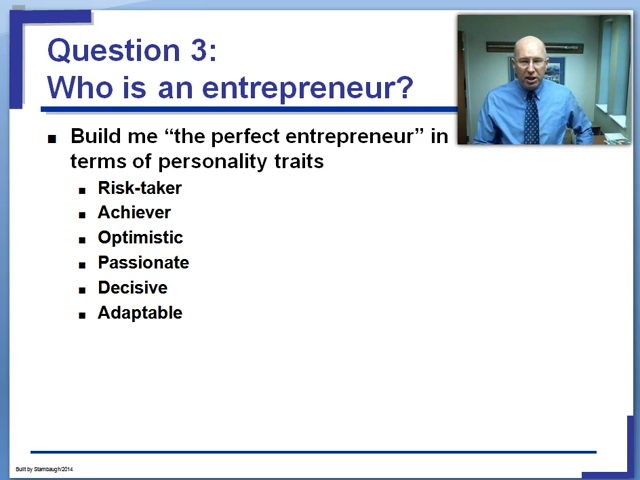 Question 3:
Who is an entrepreneur?
Build me “the perfect entrepreneur” in
terms of personality traits
Risk-taker
Achiever
Optimistic
Passionate
Decisive
Adaptable
Built by Stambaugh/2014